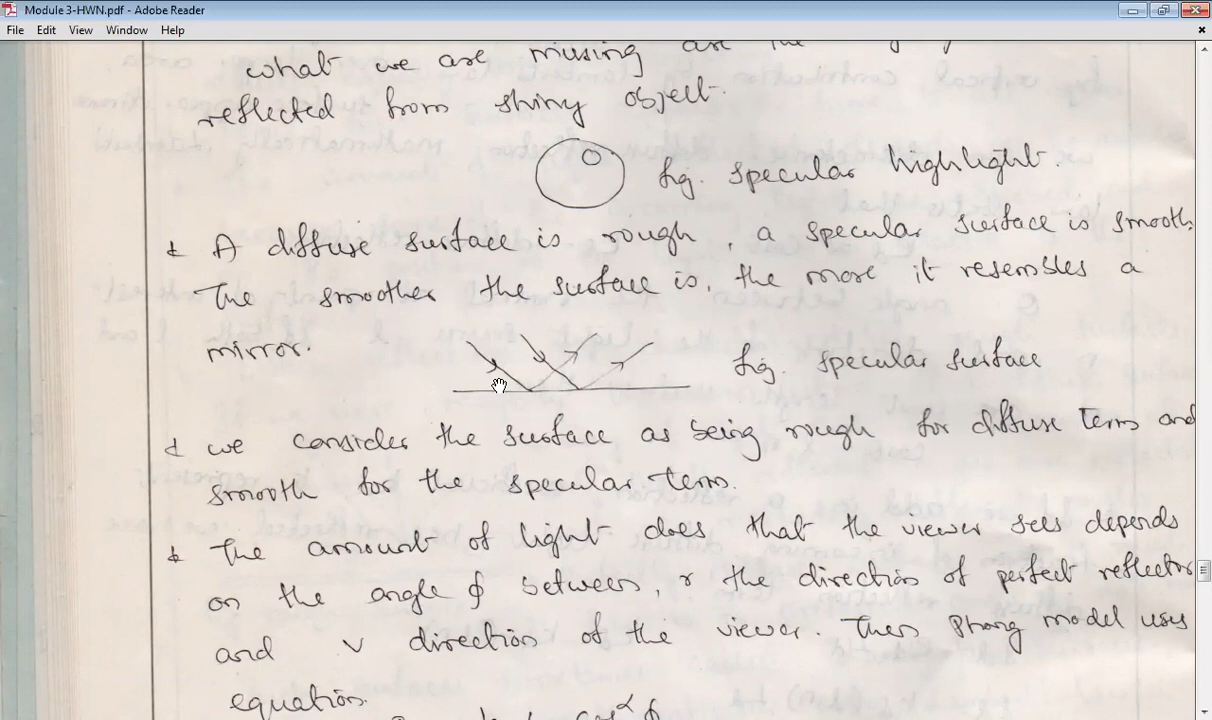 Module 3-HWN.pdf - Adobe Reader
File Edit View Window Help
what we are missing are the
reflected from shiny object.
fig. specular highlight.
A diffuse surface is rough, a specular surface is smooth.
The smoother the surface is, the more it resembles a
mirror.
fig. specular surface
we consider the surface as being rough for diffuse term and
smooth for the specular term.
The amount of light does that the viewer sees depends
on the angle ϕ between, r the direction of perfect reflector
and v direction of the viewer. Then Phong model uses
equation.
cos^α ϕ